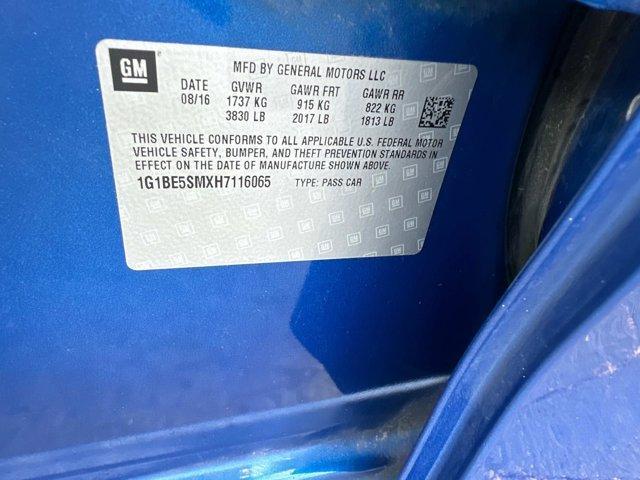 GM
MFD BY GENERAL MOTORS LLC
DATE GVWR GAWR FRT GAWR RR
08/16 1737 KG 915 KG 822 KG
3830 LB 2017 LB 1813 LB
THIS VEHICLE CONFORMS TO ALL APPLICABLE U.S. FEDERAL MOTOR
VEHICLE SAFETY, BUMPER, AND THEFT PREVENTION STANDARDS IN
EFFECT ON THE DATE OF MANUFACTURE SHOWN ABOVE.
1G1BE5SMXH7116065 TYPE: PASS CAR